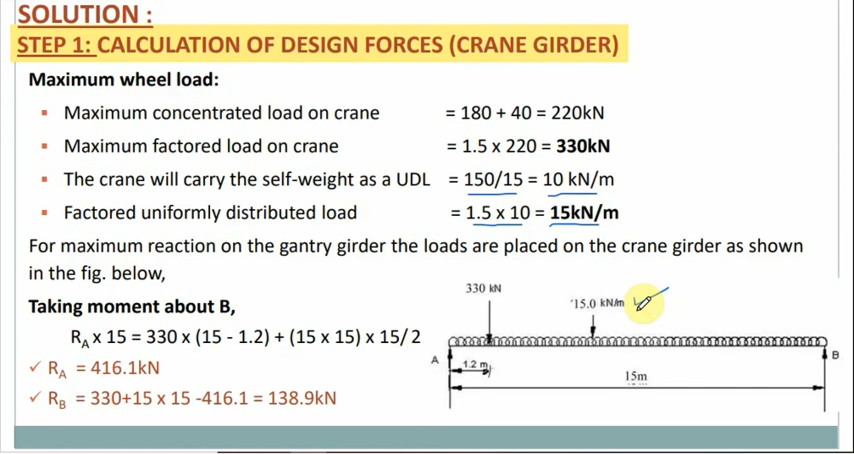 SOLUTION :
STEP 1: CALCULATION OF DESIGN FORCES (CRANE GIRDER)
Maximum wheel load:
▪ Maximum concentrated load on crane = 180 + 40 = 220kN
▪ Maximum factored load on crane = 1.5 x 220 = 330kN
▪ The crane will carry the self-weight as a UDL = 150/15 = 10 kN/m
▪ Factored uniformly distributed load = 1.5 x 10 = 15kN/m
For maximum reaction on the gantry girder the loads are placed on the crane girder as shown
in the fig. below,
Taking moment about B,
R_A x 15 = 330 x (15 - 1.2) + (15 x 15) x 15/2
✓ R_A = 416.1kN
✓ R_B = 330+15 x 15 -416.1 = 138.9kN
330 kN
15.0 kN/m
A
B
1.2 m
15m